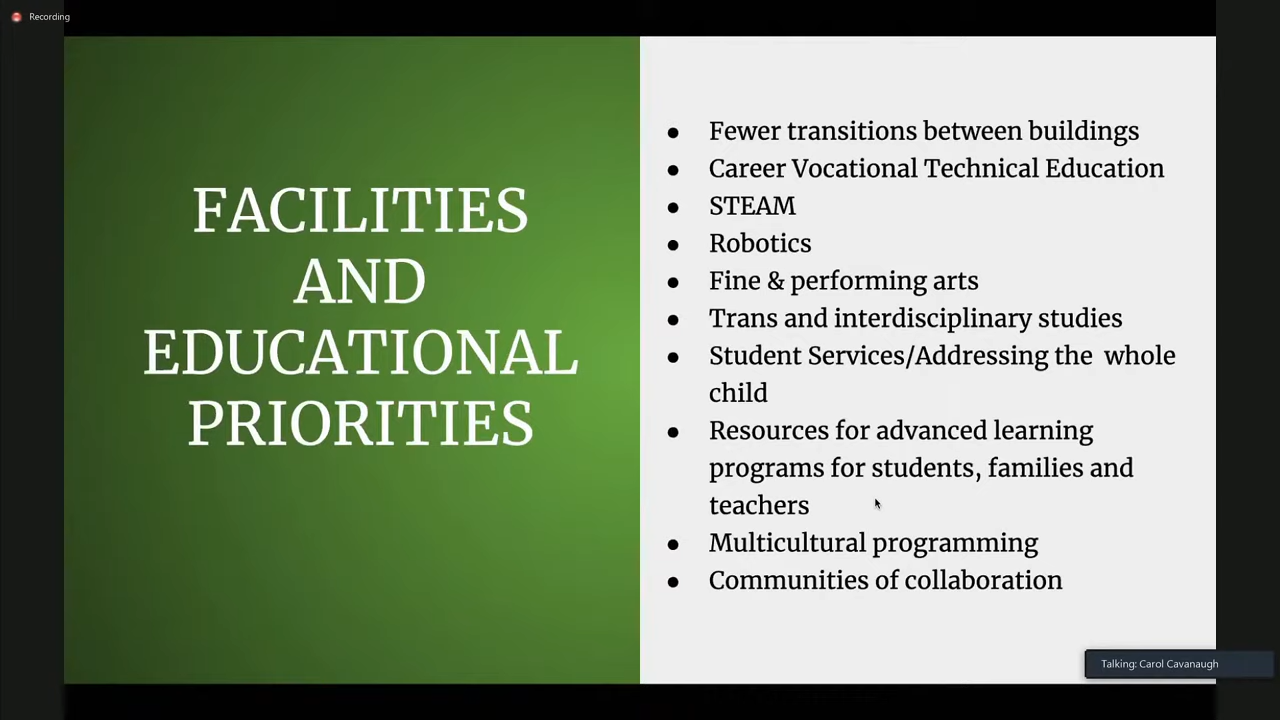 Recording
FACILITIES
AND
EDUCATIONAL
PRIORITIES
● Fewer transitions between buildings
● Career Vocational Technical Education
● STEAM
● Robotics
● Fine & performing arts
● Trans and interdisciplinary studies
● Student Services/Addressing the  whole
child
● Resources for advanced learning
programs for students, families and
teachers
● Multicultural programming
● Communities of collaboration
Talking: Carol Cavanaugh